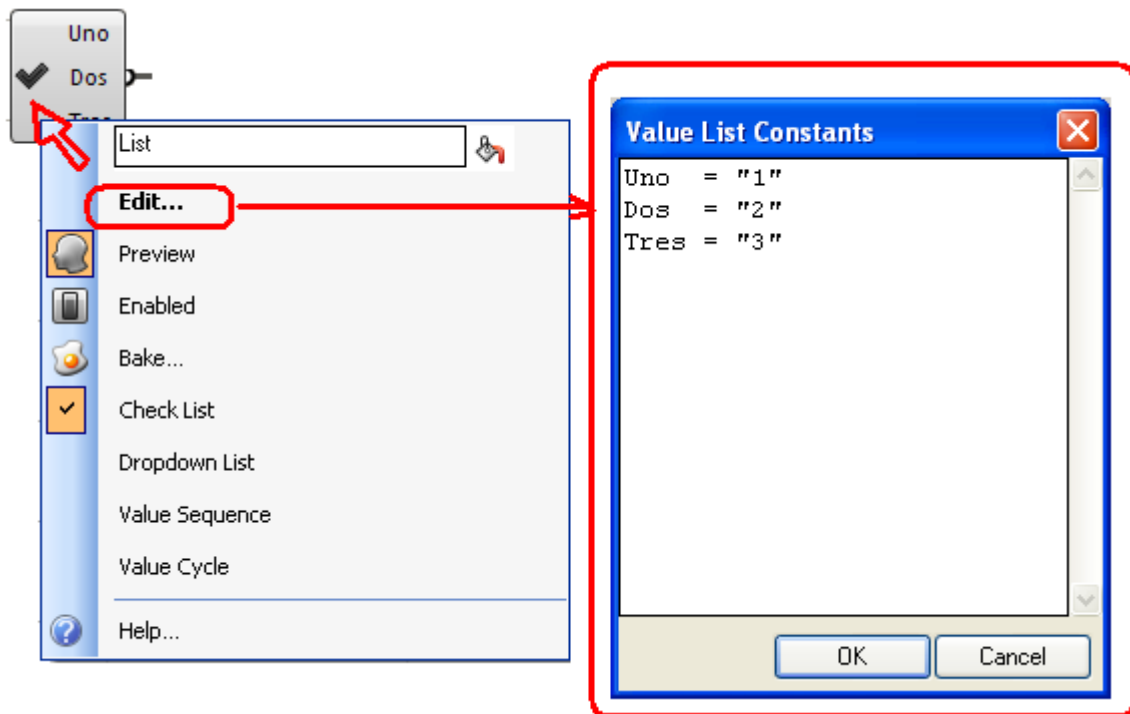 Uno
Dos
Tres
List
Edit...
Preview
Enabled
Bake...
Check List
Dropdown List
Value Sequence
Value Cycle
Help...
Value List Constants
Uno = "1"
Dos = "2"
Tres = "3"
OK
Cancel